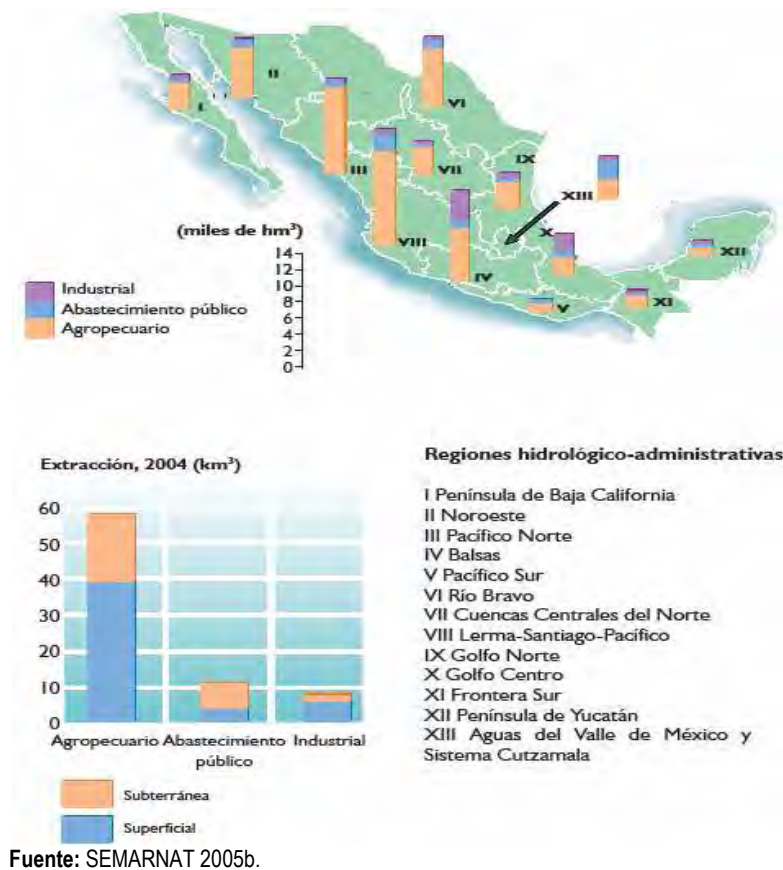 II
VI
I
III
VII
IX
XIII
(miles de hm³)
VIII
X
XII
14
12
10
8
6
4
2
0
IV
V
XI
Industrial
Abastecimiento público
Agropecuario
Extracción, 2004 (km³)
60
50
40
30
20
10
0
Agropecuario Abastecimiento Industrial
público
Subterránea
Superficial
Regiones hidrológico-administrativas
I Península de Baja California
II Noroeste
III Pacífico Norte
IV Balsas
V Pacífico Sur
VI Río Bravo
VII Cuencas Centrales del Norte
VIII Lerma-Santiago-Pacífico
IX Golfo Norte
X Golfo Centro
XI Frontera Sur
XII Península de Yucatán
XIII Aguas del Valle de México y
Sistema Cutzamala
Fuente: SEMARNAT 2005b.